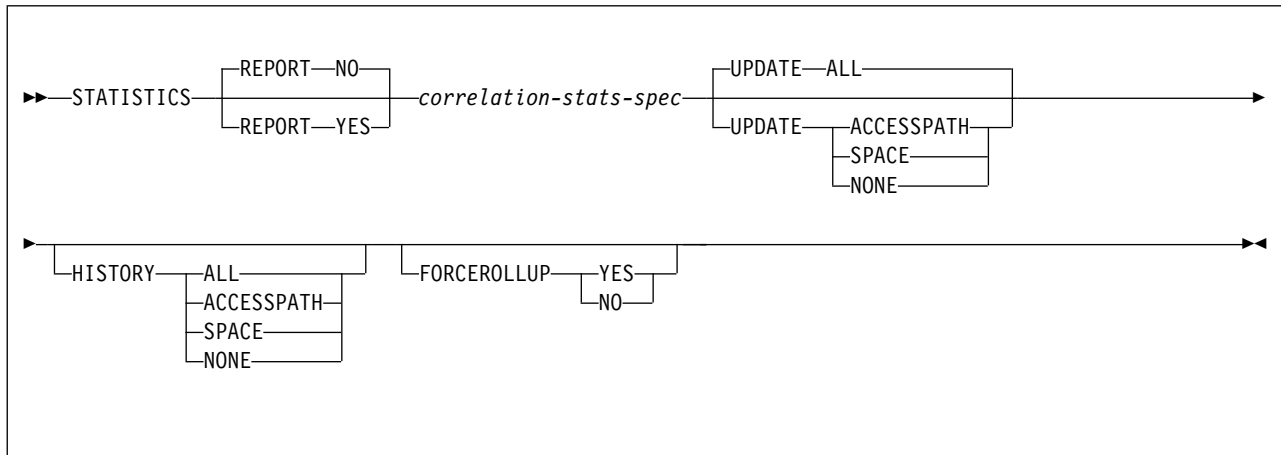 REPORT NO UPDATE ALL
STATISTICS correlation-stats-spec
REPORT YES UPDATE ACCESSPATH
SPACE
NONE
HISTORY ALL FORCEROLLUP YES
ACCESSPATH NO
SPACE
NONE